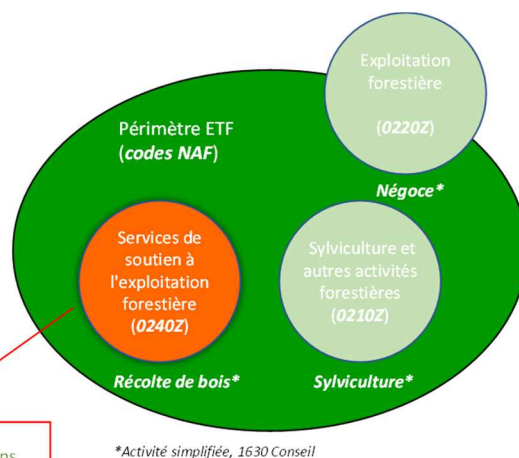 Exploitation
forestière
(0220Z)
Périmètre ETF
(codes NAF)
Négoce*
Services de
soutien à
l'exploitation
forestière
(0240Z)
Sylviculture et
autres activités
forestières
(0210Z)
Récolte de bois*
Sylviculture*
*Activité simplifiée, 1630 Conseil